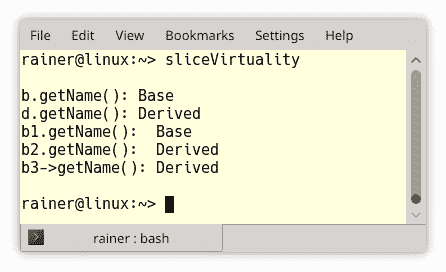 File Edit View Bookmarks Settings Help
rainer@linux:~> sliceVirtuality
b.getName(): Base
d.getName(): Derived
b1.getName():  Base
b2.getName():  Derived
b3->getName(): Derived
rainer@linux:~>
rainer : bash